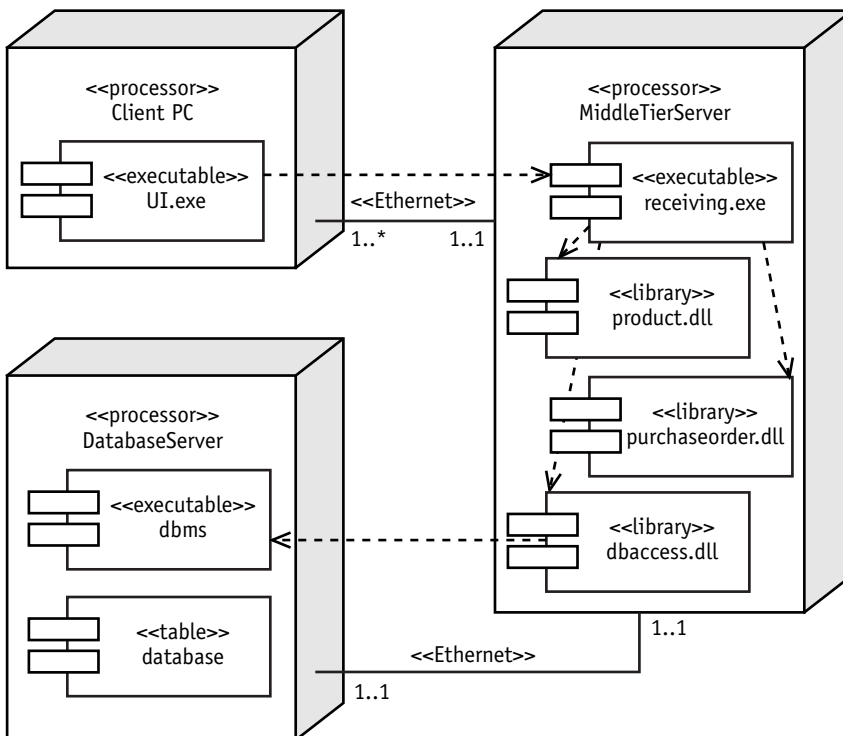 <<processor>>
Client PC
<<executable>>
UI.exe
<<Ethernet>>
1..*
1..1
<<processor>>
MiddleTierServer
<<executable>>
receiving.exe
<<library>>
product.dll
<<library>>
purchaseorder.dll
<<library>>
dbaccess.dll
<<processor>>
DatabaseServer
<<executable>>
dbms
<<table>>
database
<<Ethernet>>
1..1
1..1